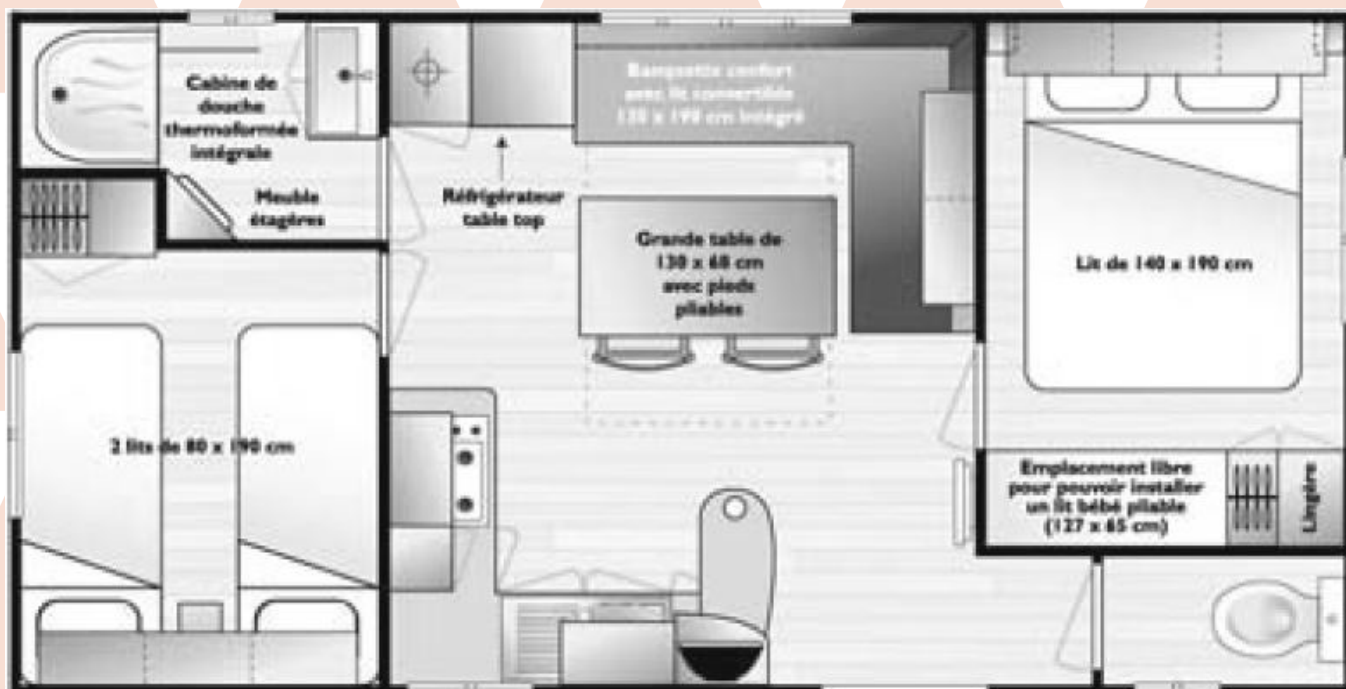 Cabine de
douche
thermoformée
intégrale
Meuble
étagères
Réfrigérateur
table top
Banquette confort
avec lit convertible
130 x 190 cm intégré
Grande table de
130 x 68 cm
avec pieds
pliables
Lit de 140 x 190 cm
2 lits de 80 x 190 cm
Emplacement libre
pour pouvoir installer
un lit bébé pliable
(127 x 65 cm)
Lingère